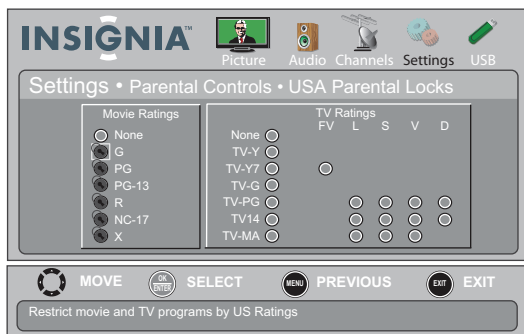 INSIGNIA™
Picture Audio Channels Settings USB
Settings • Parental Controls • USA Parental Locks
Movie Ratings
None
G
PG
PG-13
R
NC-17
X
TV Ratings
FV L S V D
None
TV-Y
TV-Y7
TV-G
TV-PG
TV14
TV-MA
MOVE OK ENTER SELECT MENU PREVIOUS EXIT EXIT
Restrict movie and TV programs by US Ratings